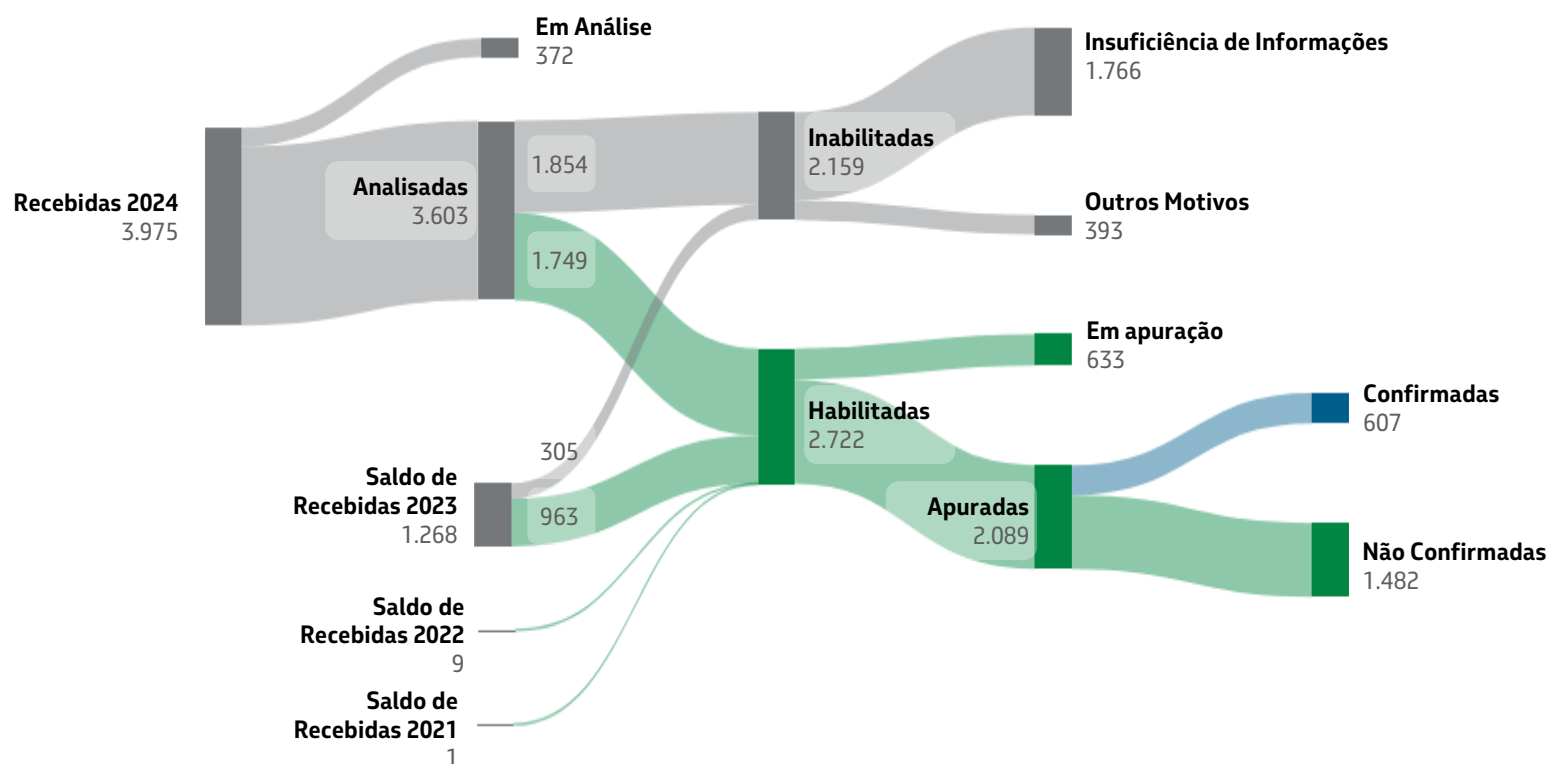 Em Análise
372
Insuficiência de Informações
1.766
Recebidas 2024
3.975
Analisadas
3.603
1.854
1.749
Inabilitadas
2.159
Outros Motivos
393
Em apuração
633
Habilitadas
2.722
Confirmadas
607
305
Saldo de
Recebidas 2023
1.268
963
Apuradas
2.089
Não Confirmadas
1.482
Saldo de
Recebidas 2022
9
Saldo de
Recebidas 2021
1